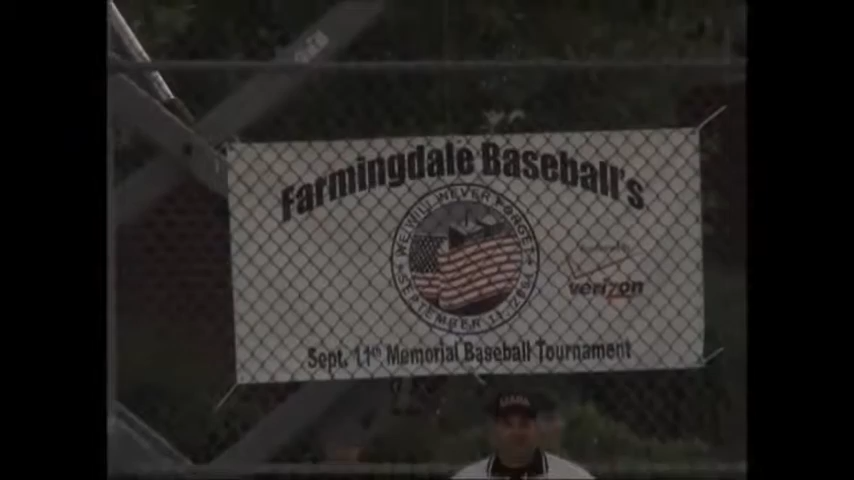 Farmingdale Baseball's
WE WILL NEVER FORGET
SEPTEMBER 11, 2001
verizon
Sept. 11th Memorial Baseball Tournament